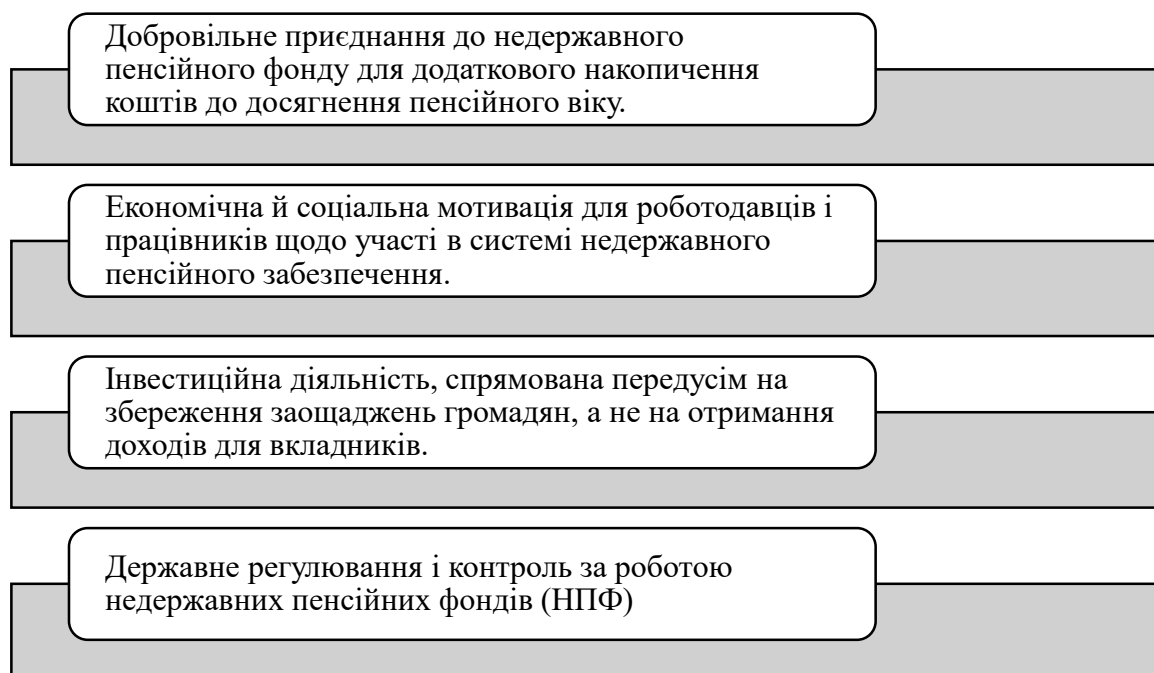 Добровільне приєднання до недержавного
пенсійного фонду для додаткового накопичення
коштів до досягнення пенсійного віку.
Економічна й соціальна мотивація для роботодавців і
працівників щодо участі в системі недержавного
пенсійного забезпечення.
Інвестиційна діяльність, спрямована передусім на
збереження заощаджень громадян, а не на отримання
доходів для вкладників.
Державне регулювання і контроль за роботою
недержавних пенсійних фондів (НПФ)